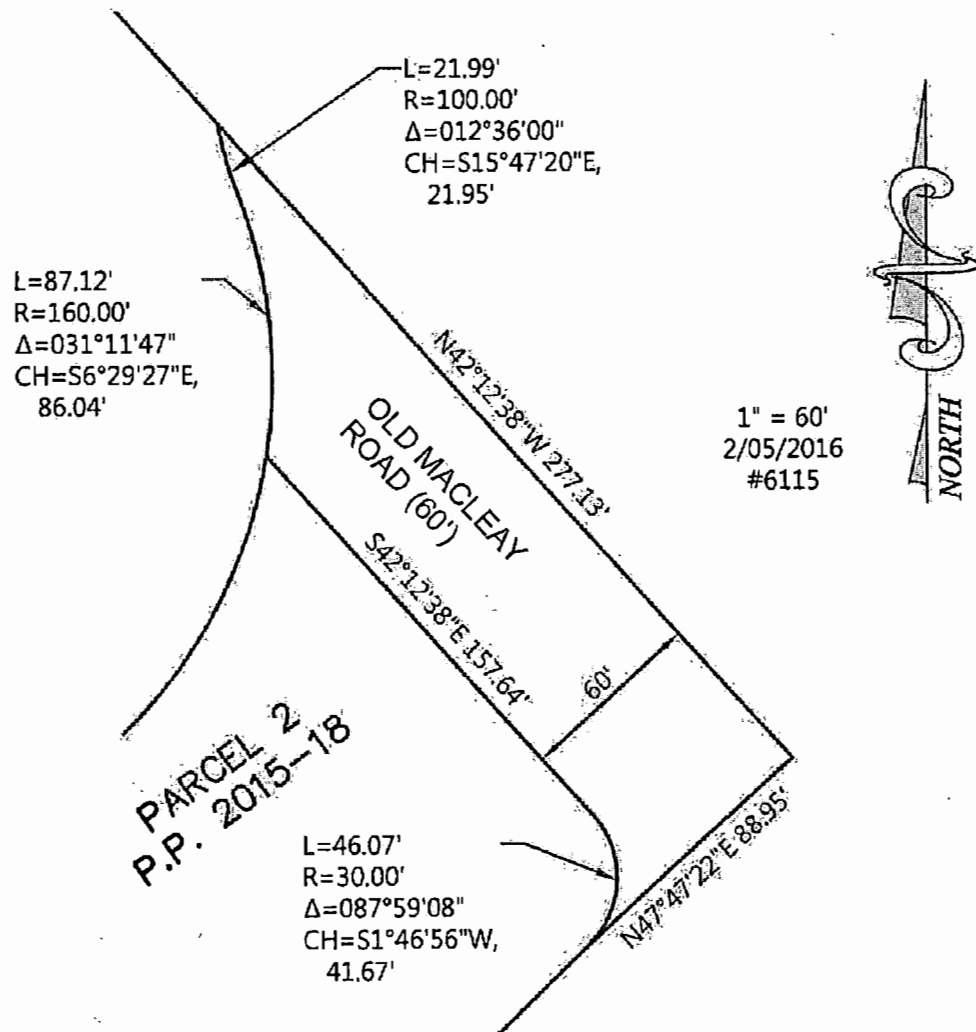 L=21.99'
R=100.00'
Δ=012°36'00"
CH=S15°47'20"E,
21.95'
L=87.12'
R=160.00'
Δ=031°11'47"
CH=S6°29'27"E,
86.04'
N42°12'38"W 277.13'
OLD MACLEAY
ROAD (60')
1" = 60'
2/05/2016
#6115
NORTH
S42°12'38"E 157.64'
60'
PARCEL 2
P.P. 2015-18
L=46.07'
R=30.00'
Δ=087°59'08"
CH=S1°46'56"W,
41.67'
N47°47'22"E 88.95'